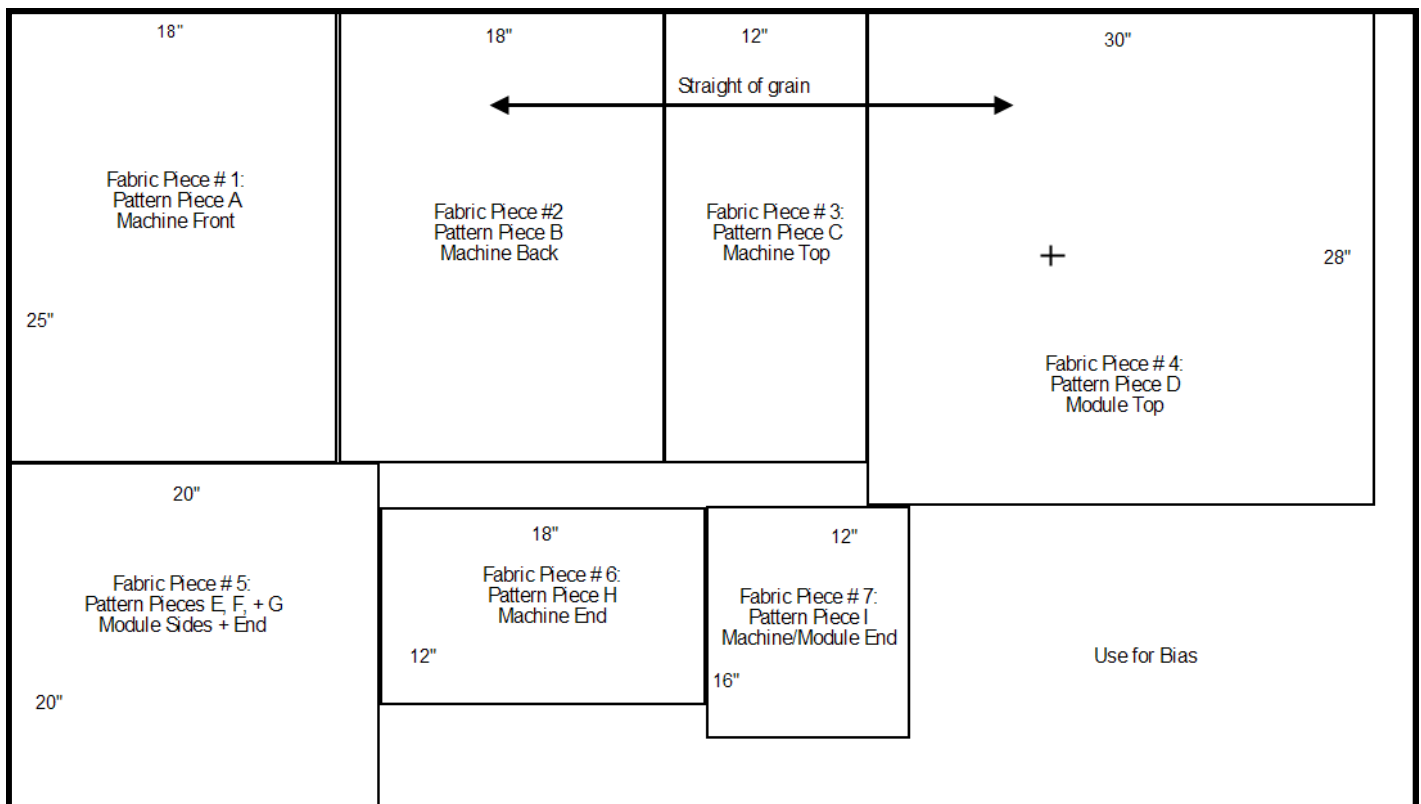 18"
18"
12"
30"
Straight of grain
Fabric Piece # 1:
Pattern Piece A
Machine Front
Fabric Piece #2
Pattern Piece B
Machine Back
Fabric Piece # 3:
Pattern Piece C
Machine Top
28"
25"
Fabric Piece # 4:
Pattern Piece D
Module Top
20"
18"
12"
Fabric Piece # 5:
Pattern Pieces E, F, + G
Module Sides + End
Fabric Piece # 6:
Pattern Piece H
Machine End
Fabric Piece # 7:
Pattern Piece I
Machine/Module End
12"
16"
Use for Bias
20"